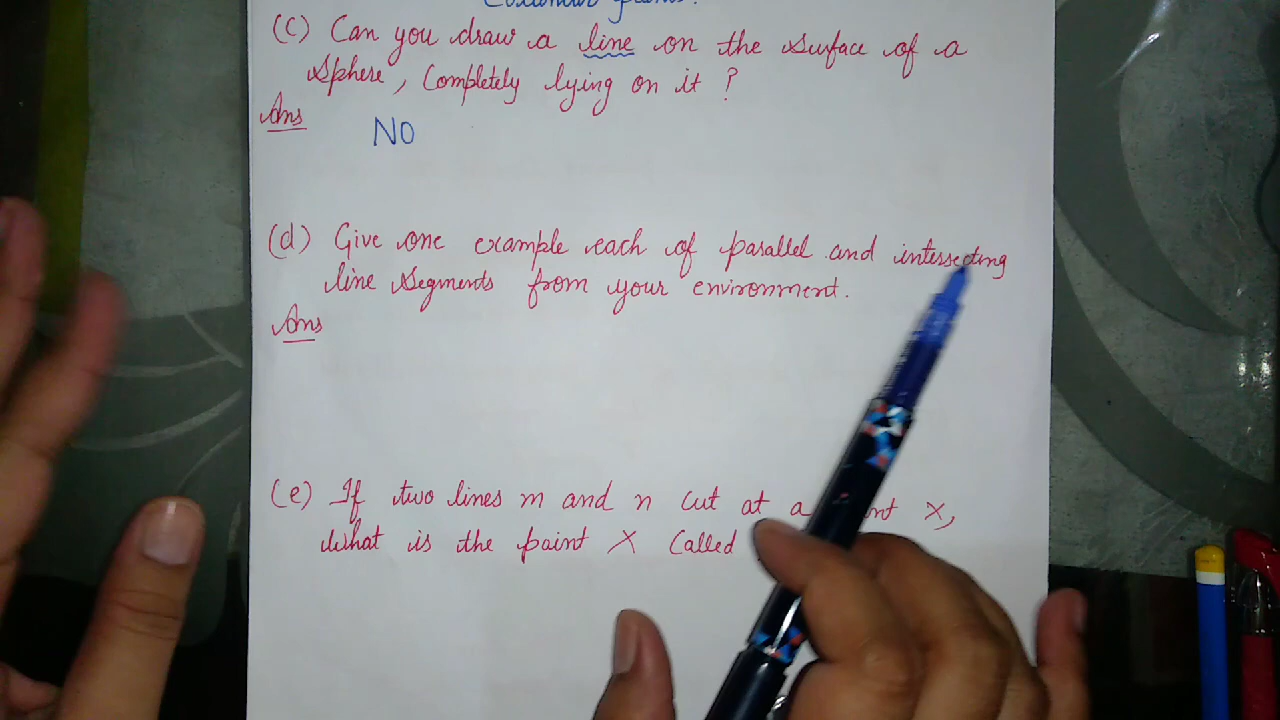 (c) Can you draw a line on the surface of a
Sphere, Completely lying on it ?
Ans
NO
(d) Give one example each of parallel and intersecting
line segments from your environment.
Ans
(e) If two lines m and n cut at a X,
What is the point X called